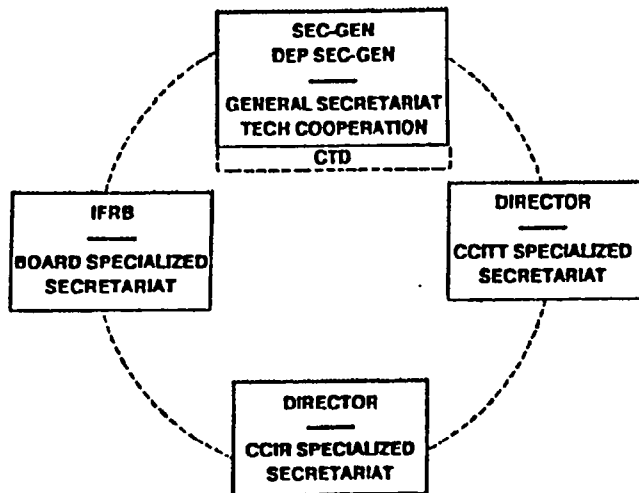 SEC-GEN
DEP SEC-GEN
GENERAL SECRETARIAT
TECH COOPERATION
CTD
IFRB
BOARD SPECIALIZED
SECRETARIAT
DIRECTOR
CCITT SPECIALIZED
SECRETARIAT
DIRECTOR
CCIR SPECIALIZED
SECRETARIAT